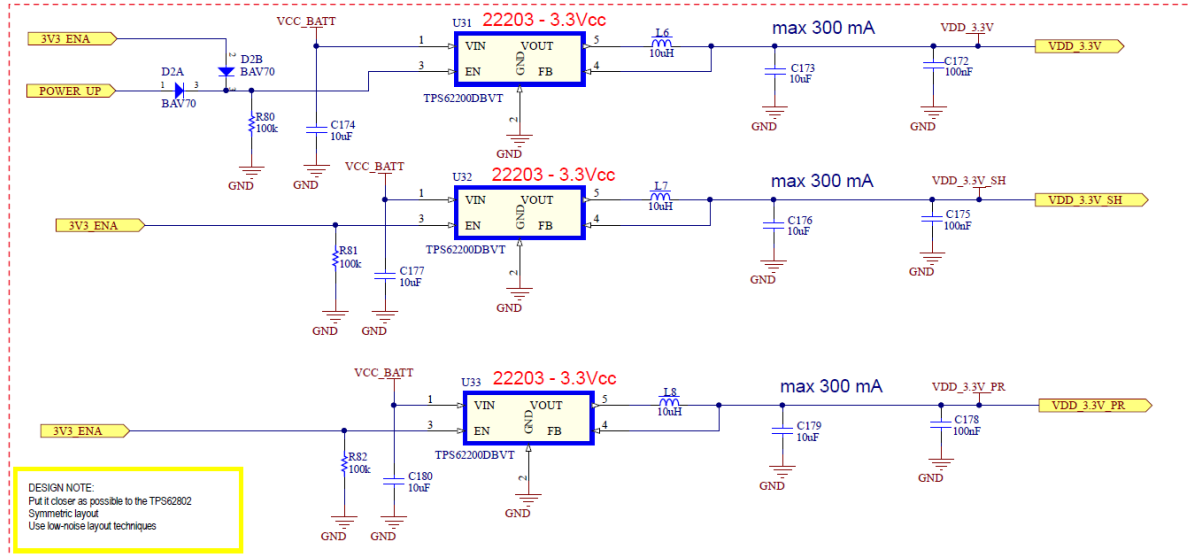 VCC_BATT
22203 - 3.3Vcc
U31
3V3_ENA
2
D2B
BAV70
D2A
1
3
3
BAV70
POWER_UP
R80
100k
GND
C174
10uF
GND
1
VIN
VOUT
5
3
EN
GND
FB
4
TPS62200DBVT
2
GND
L6
10uH
max 300 mA
C173
10uF
GND
C172
100nF
GND
VDD_3.3V
VDD_3.3V
VCC_BATT
22203 - 3.3Vcc
U32
3V3_ENA
R81
100k
GND
C177
10uF
GND
1
VIN
VOUT
5
3
EN
GND
FB
4
TPS62200DBVT
2
GND
L7
10uH
max 300 mA
C176
10uF
GND
C175
100nF
GND
VDD_3.3V_SH
VDD_3.3V_SH
VCC_BATT
22203 - 3.3Vcc
U33
3V3_ENA
R82
100k
GND
C180
10uF
GND
1
VIN
VOUT
5
3
EN
GND
FB
4
TPS62200DBVT
2
GND
L8
10uH
max 300 mA
C179
10uF
GND
C178
100nF
GND
VDD_3.3V_PR
VDD_3.3V_PR
DESIGN NOTE:
Put it closer as possible to the TPS62802
Symmetric layout
Use low-noise layout techniques